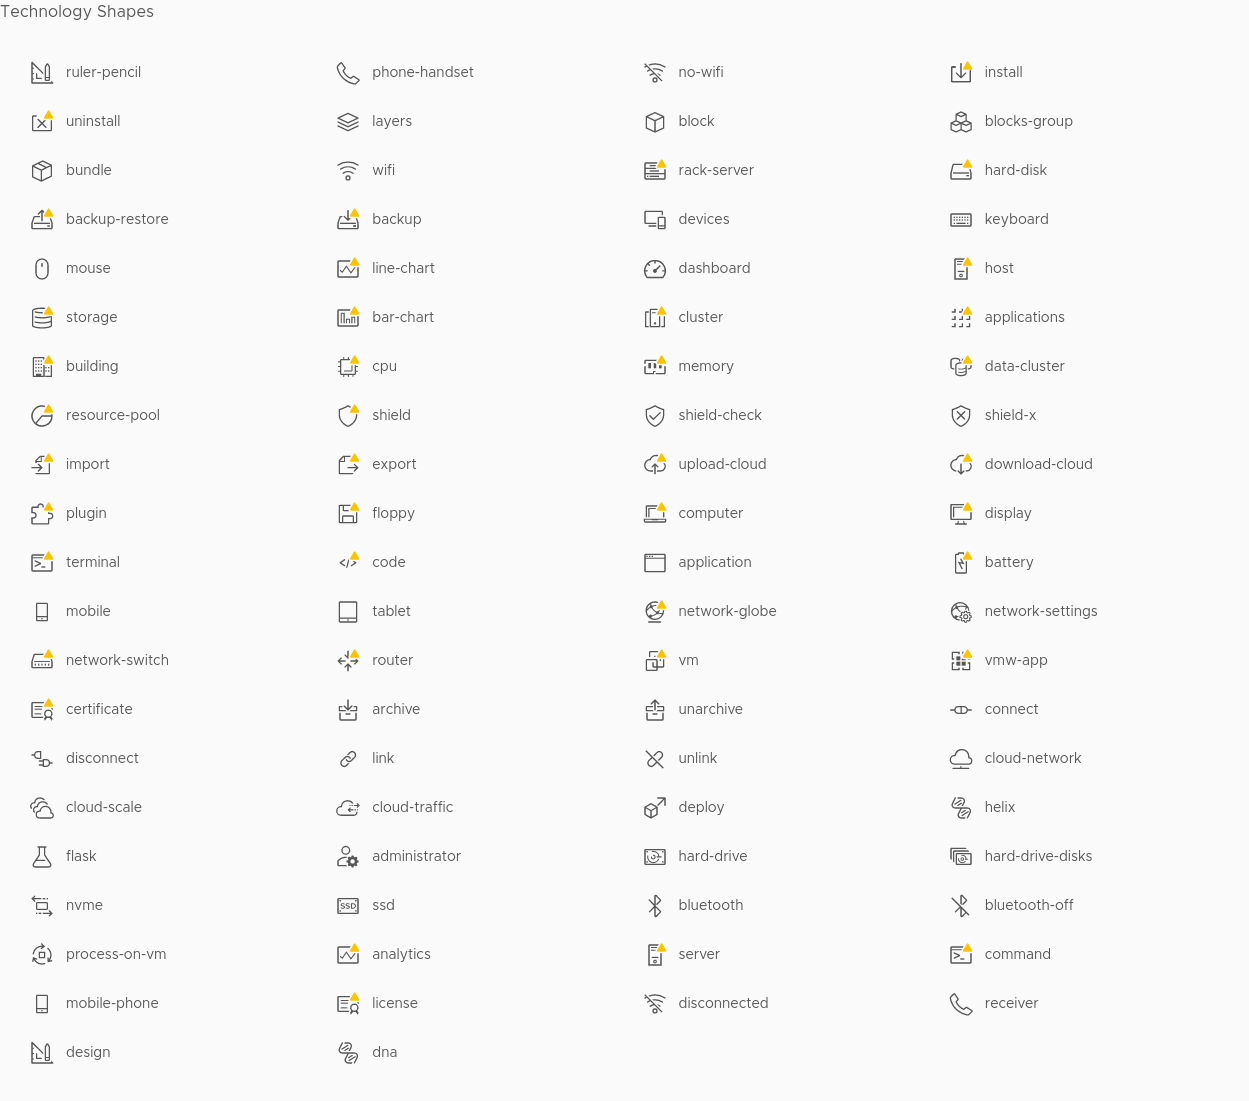 Technology Shapes
ruler-pencil phone-handset no-wifi install
uninstall layers block blocks-group
bundle wifi rack-server hard-disk
backup-restore backup devices keyboard
mouse line-chart dashboard host
storage bar-chart cluster applications
building cpu memory data-cluster
resource-pool shield shield-check shield-x
import export upload-cloud download-cloud
plugin floppy computer display
terminal code application battery
mobile tablet network-globe network-settings
network-switch router vm vmw-app
certificate archive unarchive connect
disconnect link unlink cloud-network
cloud-scale cloud-traffic deploy helix
flask administrator hard-drive hard-drive-disks
nvme SSD ssd bluetooth bluetooth-off
process-on-vm analytics server command
mobile-phone license disconnected receiver
design dna